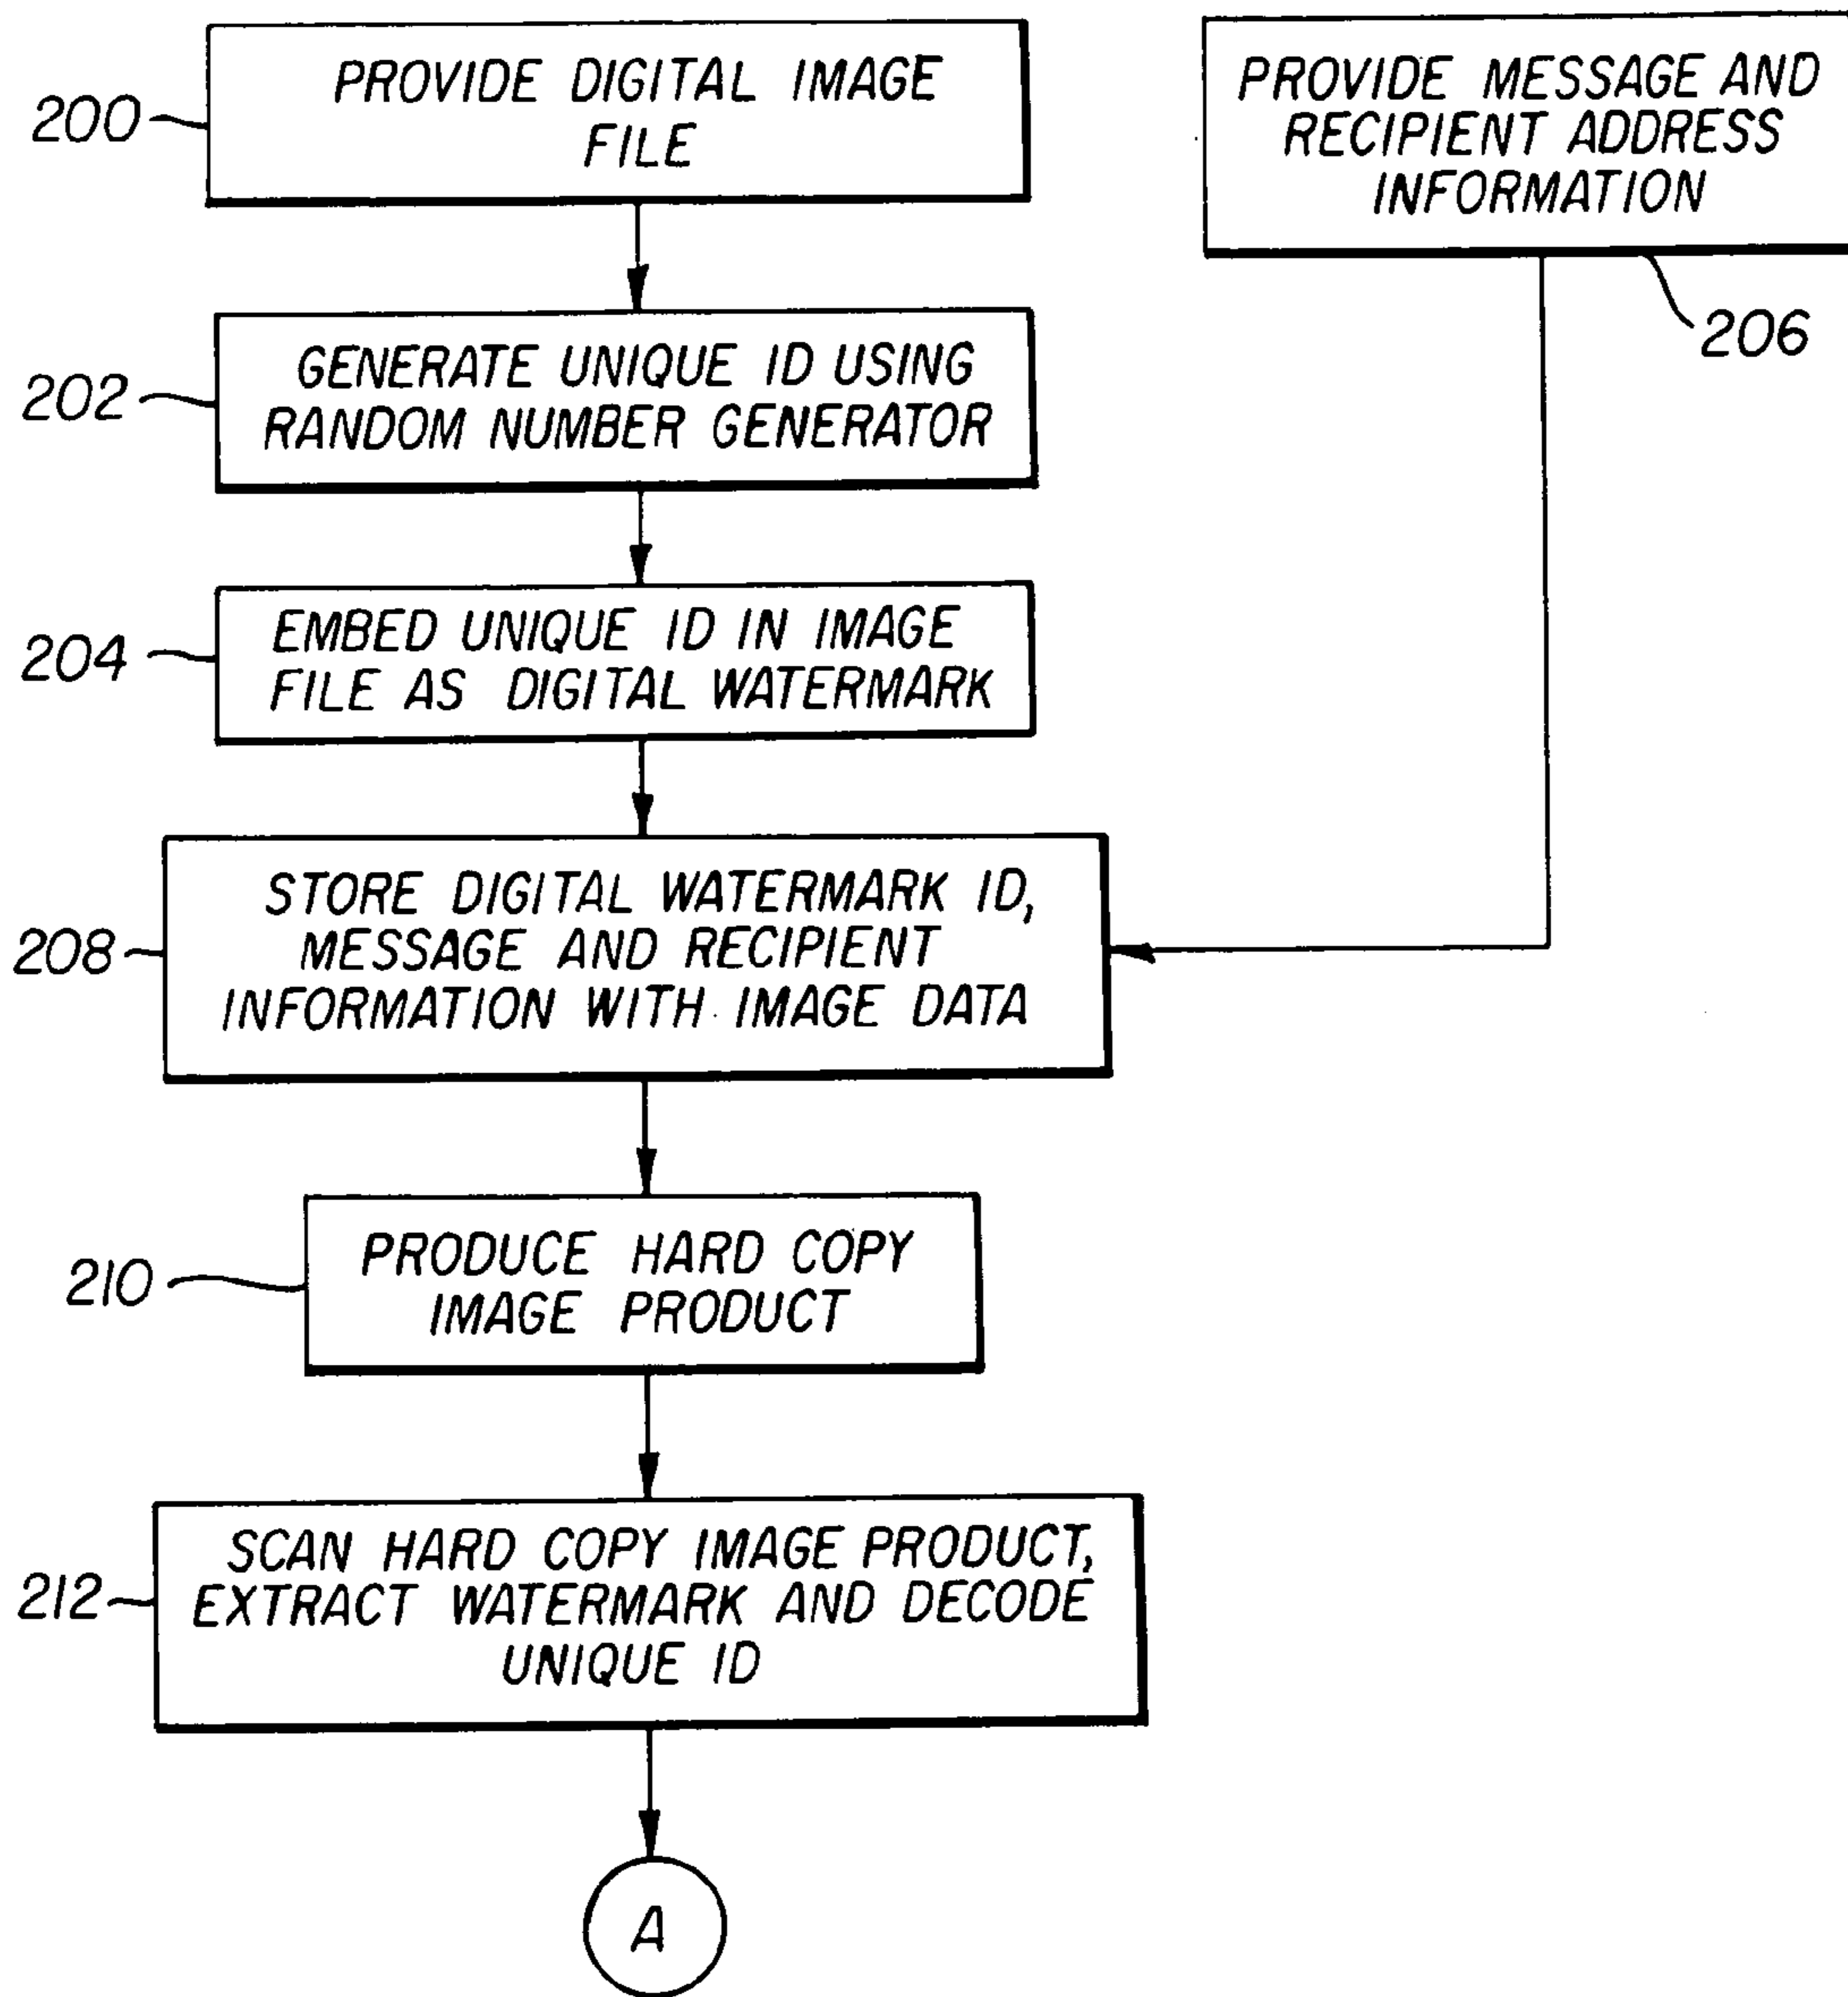 200
PROVIDE DIGITAL IMAGE
FILE
PROVIDE MESSAGE AND
RECIPIENT ADDRESS
INFORMATION
206
202
GENERATE UNIQUE ID USING
RANDOM NUMBER GENERATOR
204
EMBED UNIQUE ID IN IMAGE
FILE AS DIGITAL WATERMARK
208
STORE DIGITAL WATERMARK ID,
MESSAGE AND RECIPIENT
INFORMATION WITH IMAGE DATA
210
PRODUCE HARD COPY
IMAGE PRODUCT
212
SCAN HARD COPY IMAGE PRODUCT,
EXTRACT WATERMARK AND DECODE
UNIQUE ID
A